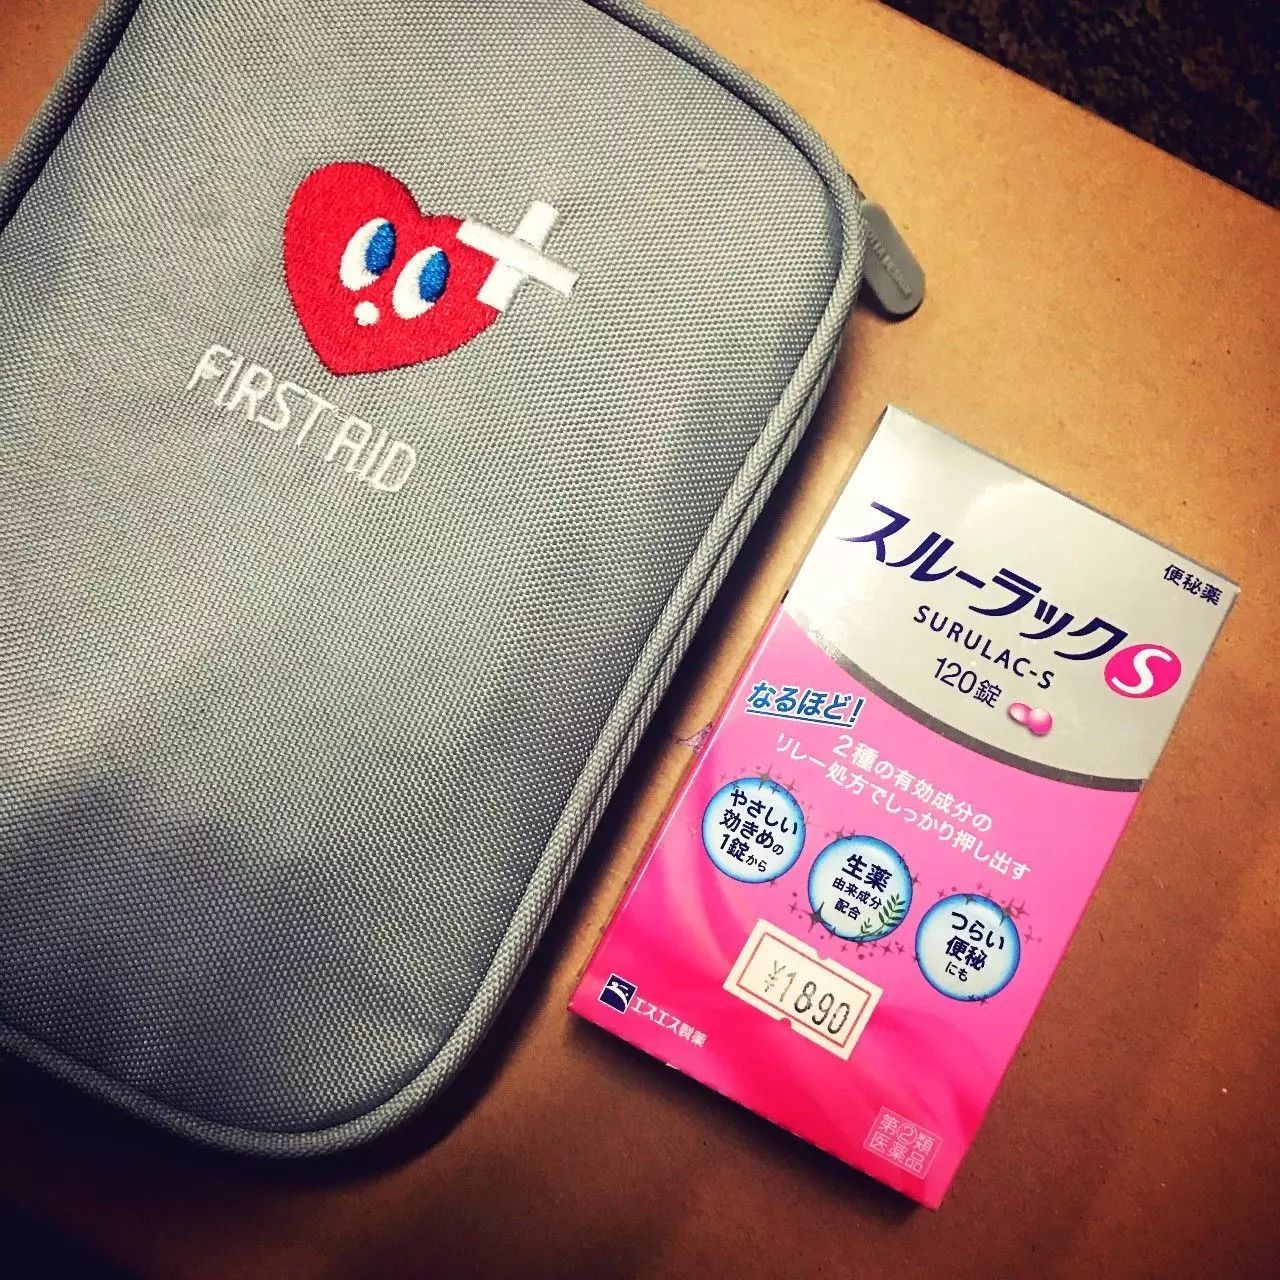 FIRST AID
便秘薬
スルーラックS
SURULAC-S
120錠
なるほど!
2種の有効成分の
リレー処方でしっかり押し出す
やさしい
効きめの
1錠から
生薬
由来成分
配合
つらい
便秘
にも
¥1890
エスエス製薬
第②類
医薬品